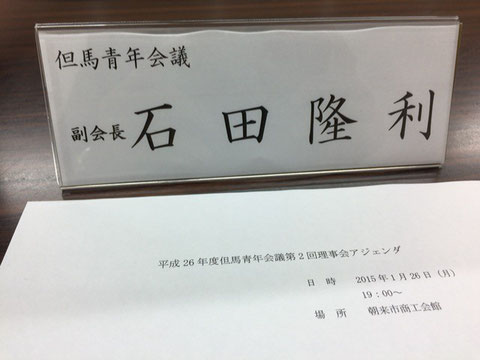 但馬青年会議
副会長 石田隆利
平成26年度但馬青年会議第2回理事会アジェンダ
日 時 2015年1月26日(月)
19:00~
場 所 朝来市商工会館